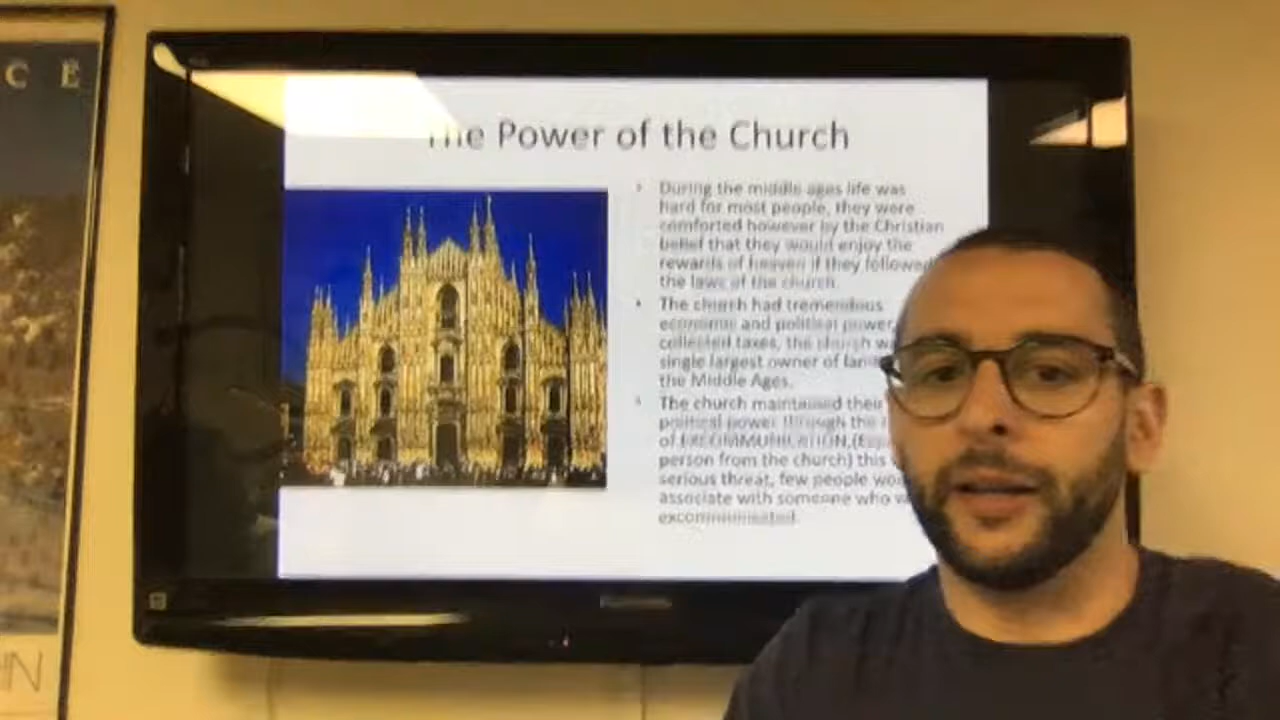 C E
The Power of the Church
During the middle ages life was
hard for most people, they were
comforted however by the Christian
belief that they would enjoy the
rewards of heaven if they followed
the laws of the church.
The church had tremendous
economic and political power,
collected taxes, the church
single largest owner of
the Middle Ages.
The church maintained their
political power through the
of EXCOMMUNICATION,
person from the church) this
serious threat, few people
associate with someone who
excommunicated.